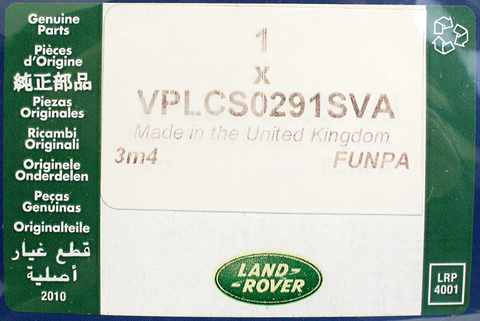 Genuine
Parts
Pièces
d'Origine
純正部品
Piezas
Originales
Ricambi
Originali
Originele
Onderdelen
Peças
Genuinas
Originalteile
قطع غيار
أصلية
2010
1
x
VPLCS0291SVA
Made in the United Kingdom
3m4 FUNPA
LAND-
-ROVER
LRP
4001